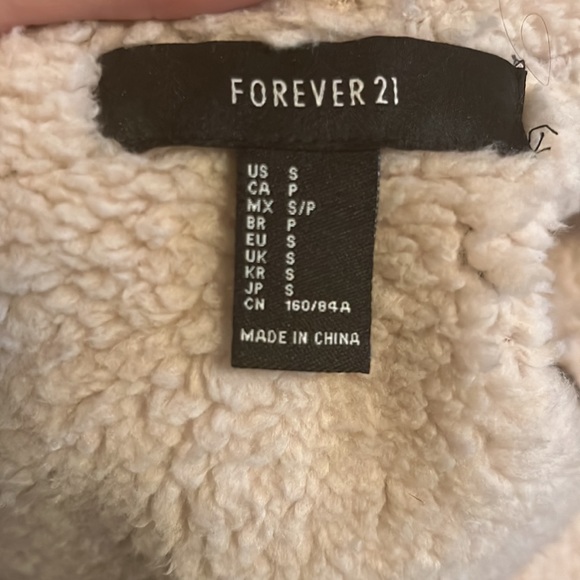 FOREVER 21
US S
CA P
MX S/P
BR P
EU S
UK S
KR S
JP S
CN 160/84A
MADE IN CHINA